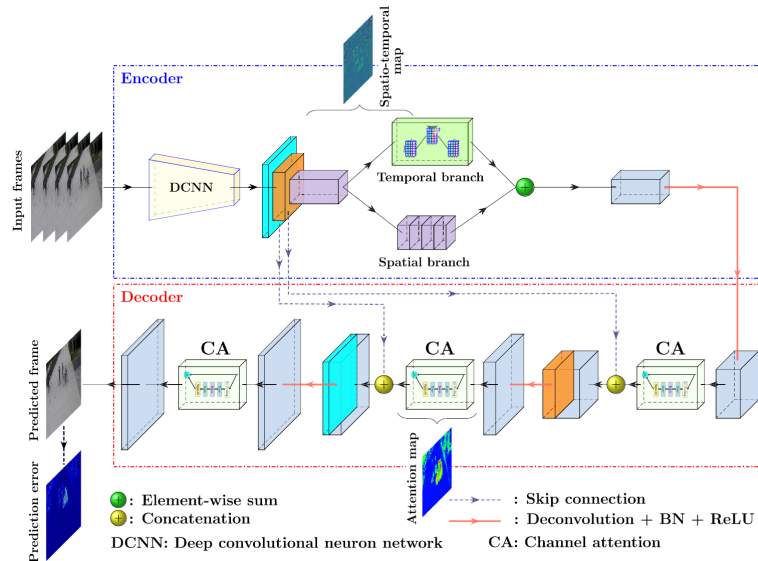 Spatio-temporal
map
Encoder
Input frames
DCNN
Temporal branch
Spatial branch
Decoder
Predicted frame
CA
CA
CA
Attention map
Prediction error
: Element-wise sum
: Concatenation
DCNN: Deep convolutional neuron network
: Skip connection
: Deconvolution + BN + ReLU
CA: Channel attention